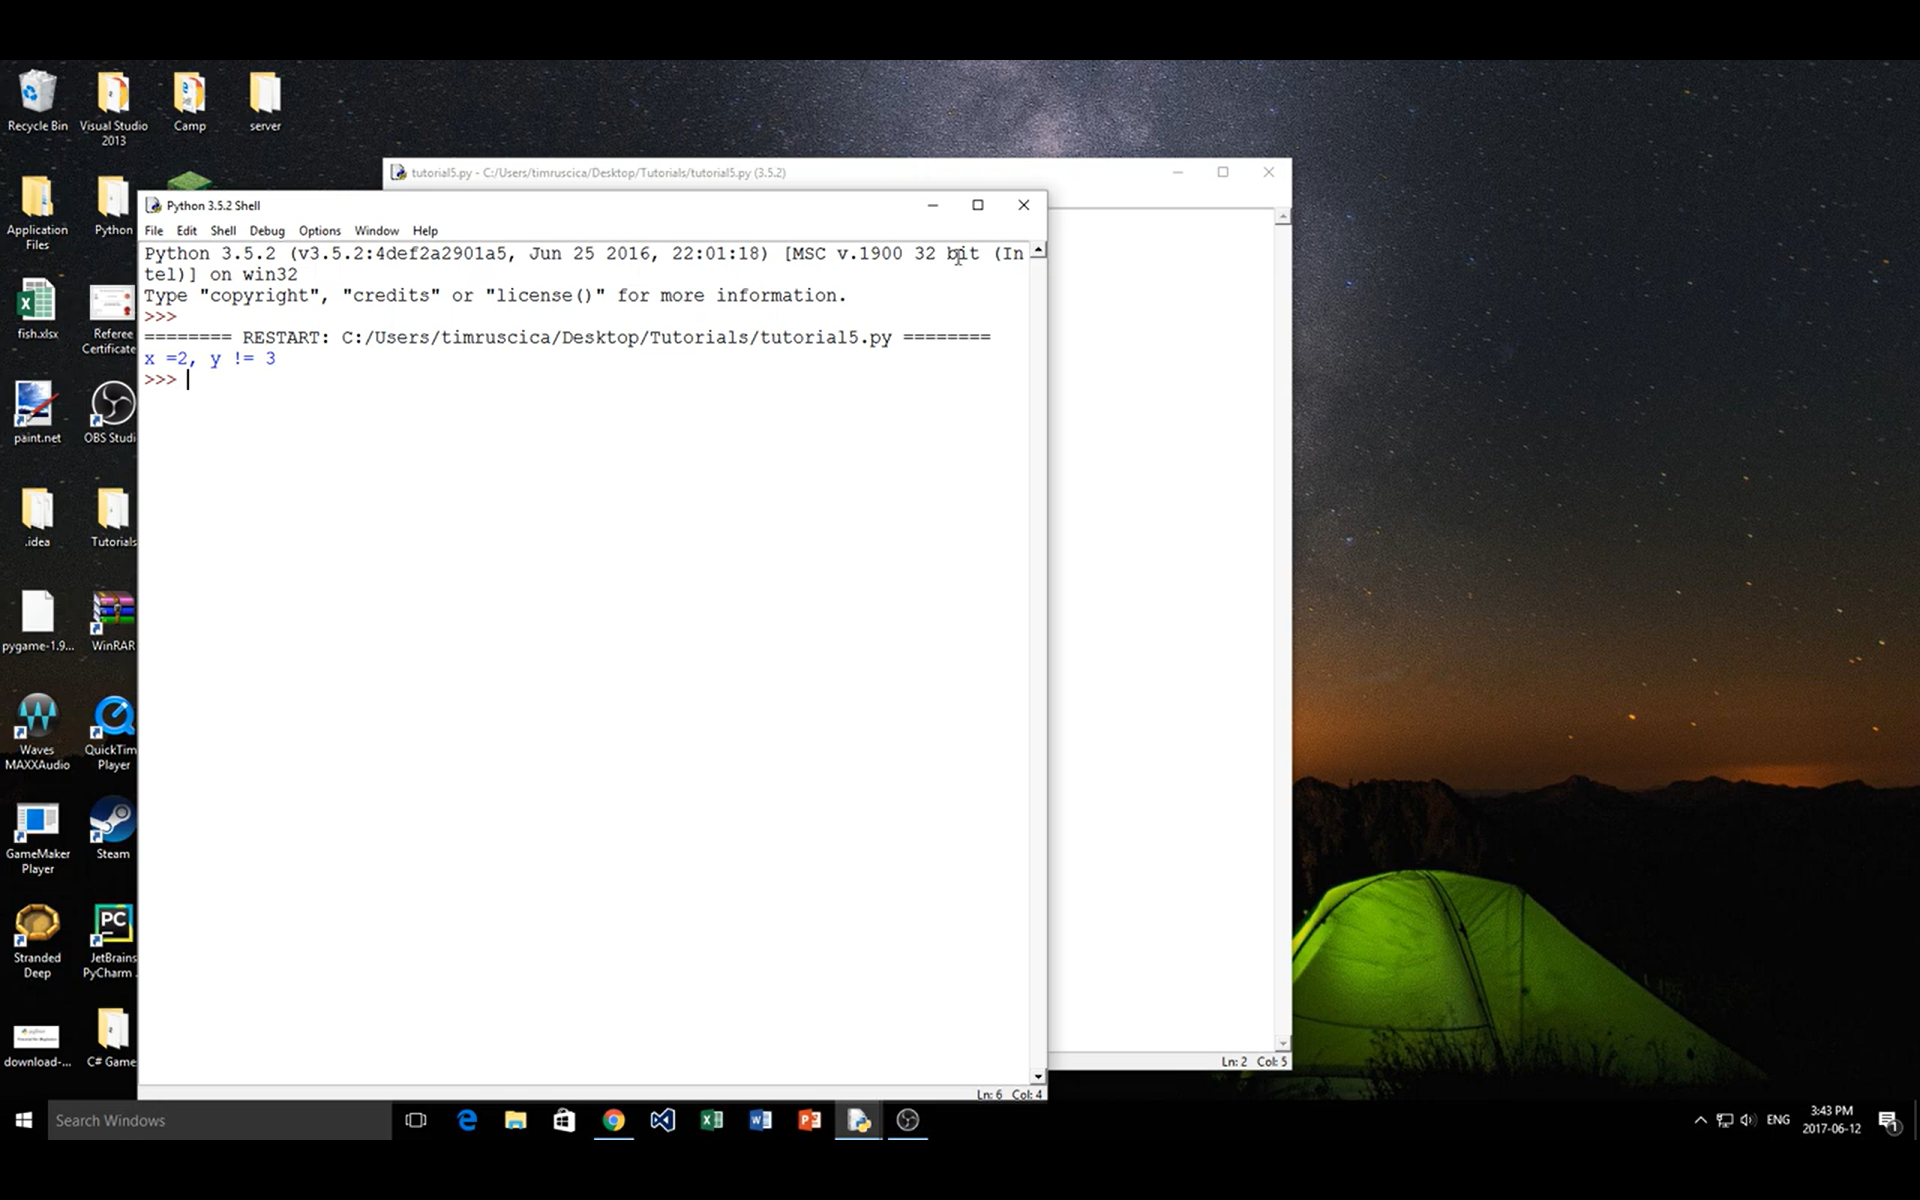 Recycle Bin
Visual Studio
2013
Camp
server
tutorial5.py - C:/Users/timruscica/Desktop/Tutorials/tutorial5.py (3.5.2)
Application
Files
Python
Python 3.5.2 Shell
File Edit Shell Debug Options Window Help
Python 3.5.2 (v3.5.2:4def2a2901a5, Jun 25 2016, 22:01:18) [MSC v.1900 32 bit (In
tel)] on win32
Type "copyright", "credits" or "license()" for more information.
>>>
======== RESTART: C:/Users/timruscica/Desktop/Tutorials/tutorial5.py ========
x =2, y != 3
>>>
fish.xlsx
Referee
Certificate
paint.net
OBS Studi
.idea
Tutorials
pygame-1.9...
WinRAR
Waves
MAXXAudio
QuickTim
Player
GameMaker
Player
Steam
Stranded
Deep
PC
JetBrains
PyCharm .
download-...
C# Game
Ln: 2 Col: 5
Ln: 6 Col: 4
Search Windows
ENG
3:43 PM
2017-06-12
1